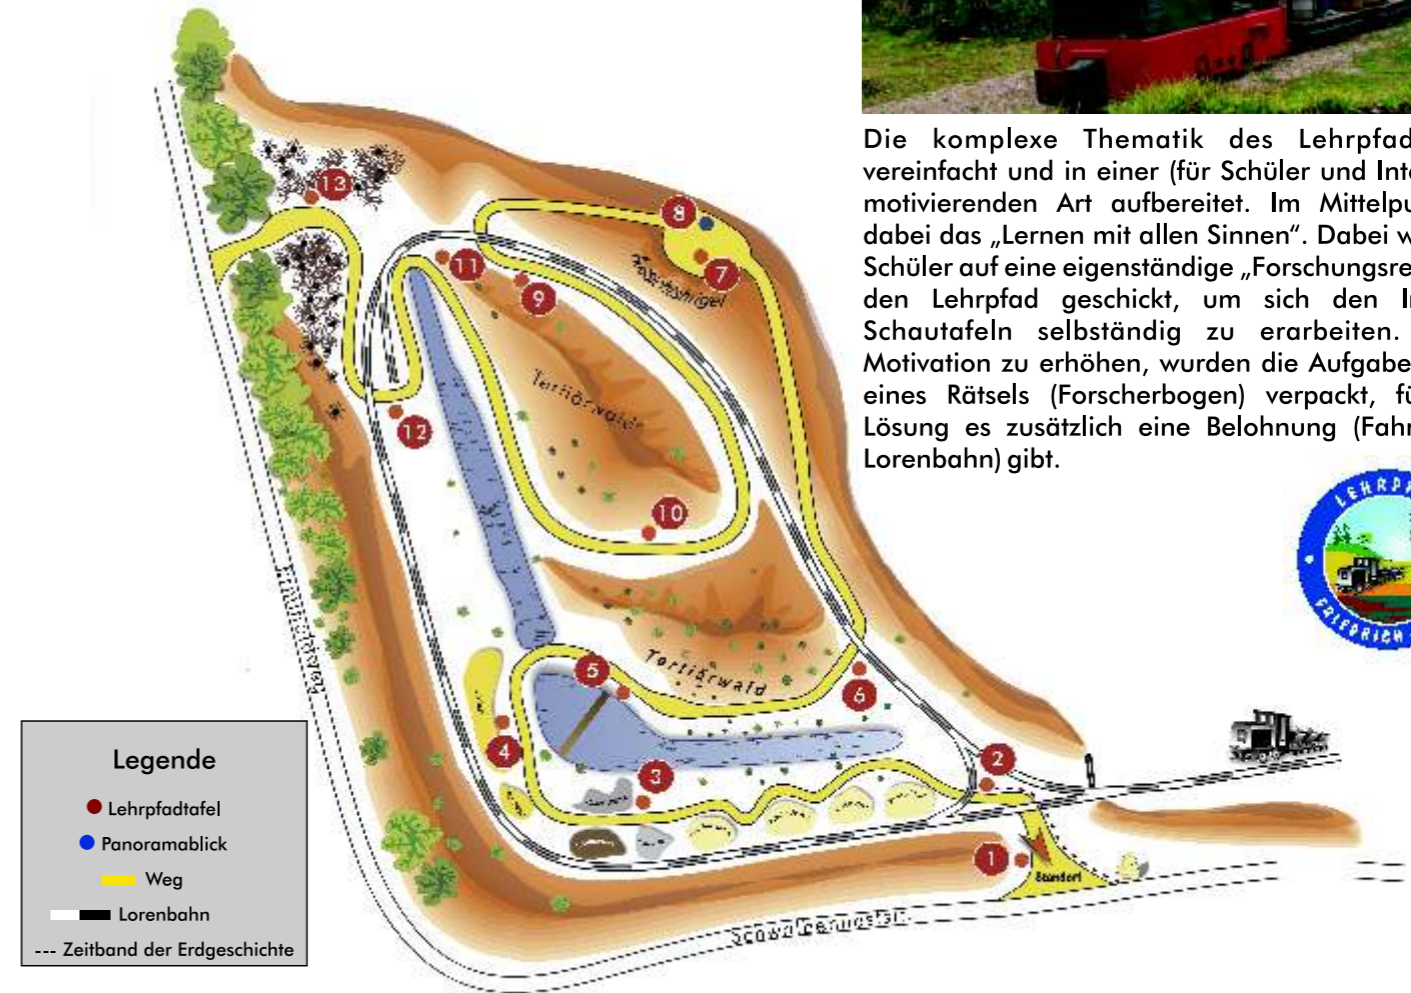 Die komplexe Thematik des Lehrpfad
vereinfacht und in einer (für Schüler und Int
motivierenden Art aufbereitet. Im Mittelpu
dabei das „Lernen mit allen Sinnen“. Dabei w
Schüler auf eine eigenständige „Forschungsre
den Lehrpfad geschickt, um sich den I
Schautafeln selbständig zu erarbeiten.
Motivation zu erhöhen, wurden die Aufgabe
eines Rätsels (Forscherbogen) verpackt, fü
Lösung es zusätzlich eine Belohnung (Fahr
Lorenbahn) gibt.
LEHRPF
FRIEDRICH
13
8
7
11
9
Tertiärwald
12
10
Tertiärwald
5
6
4
3
2
1
Standort
Legende
Lehrpfadtafel
Panoramablick
Weg
Lorenbahn
--- Zeitband der Erdgeschichte